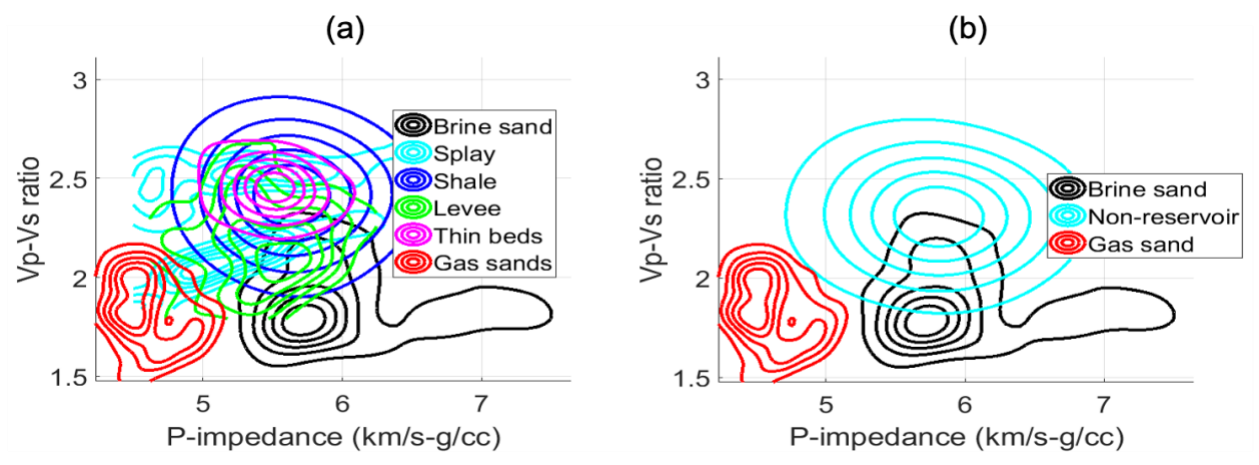 (a)
Vp-Vs ratio
3
2.5
2
1.5
5 6 7
P-impedance (km/s-g/cc)
Brine sand
Splay
Shale
Levee
Thin beds
Gas sands
(b)
Vp-Vs ratio
3
2.5
2
1.5
5 6 7
P-impedance (km/s-g/cc)
Brine sand
Non-reservoir
Gas sand